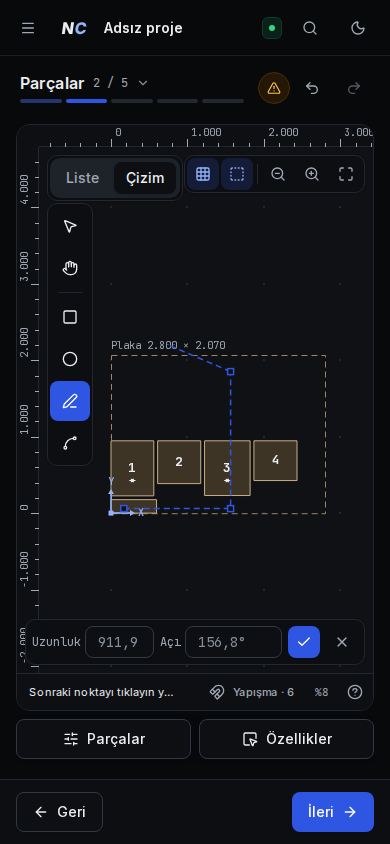 NC Adsız proje
Parçalar 2 / 5
0 1.000 2.000 3.000
Liste Çizim
4.000
3.000
2.000
1.000
0
-1.000
-2.000
Plaka 2.800 × 2.070
1 2 3 4
Y
X
Uzunluk 911,9 Açı 156,8°
Sonraki noktayı tıklayın y... Yapışma · 6 %8
Parçalar Özellikler
Geri İleri